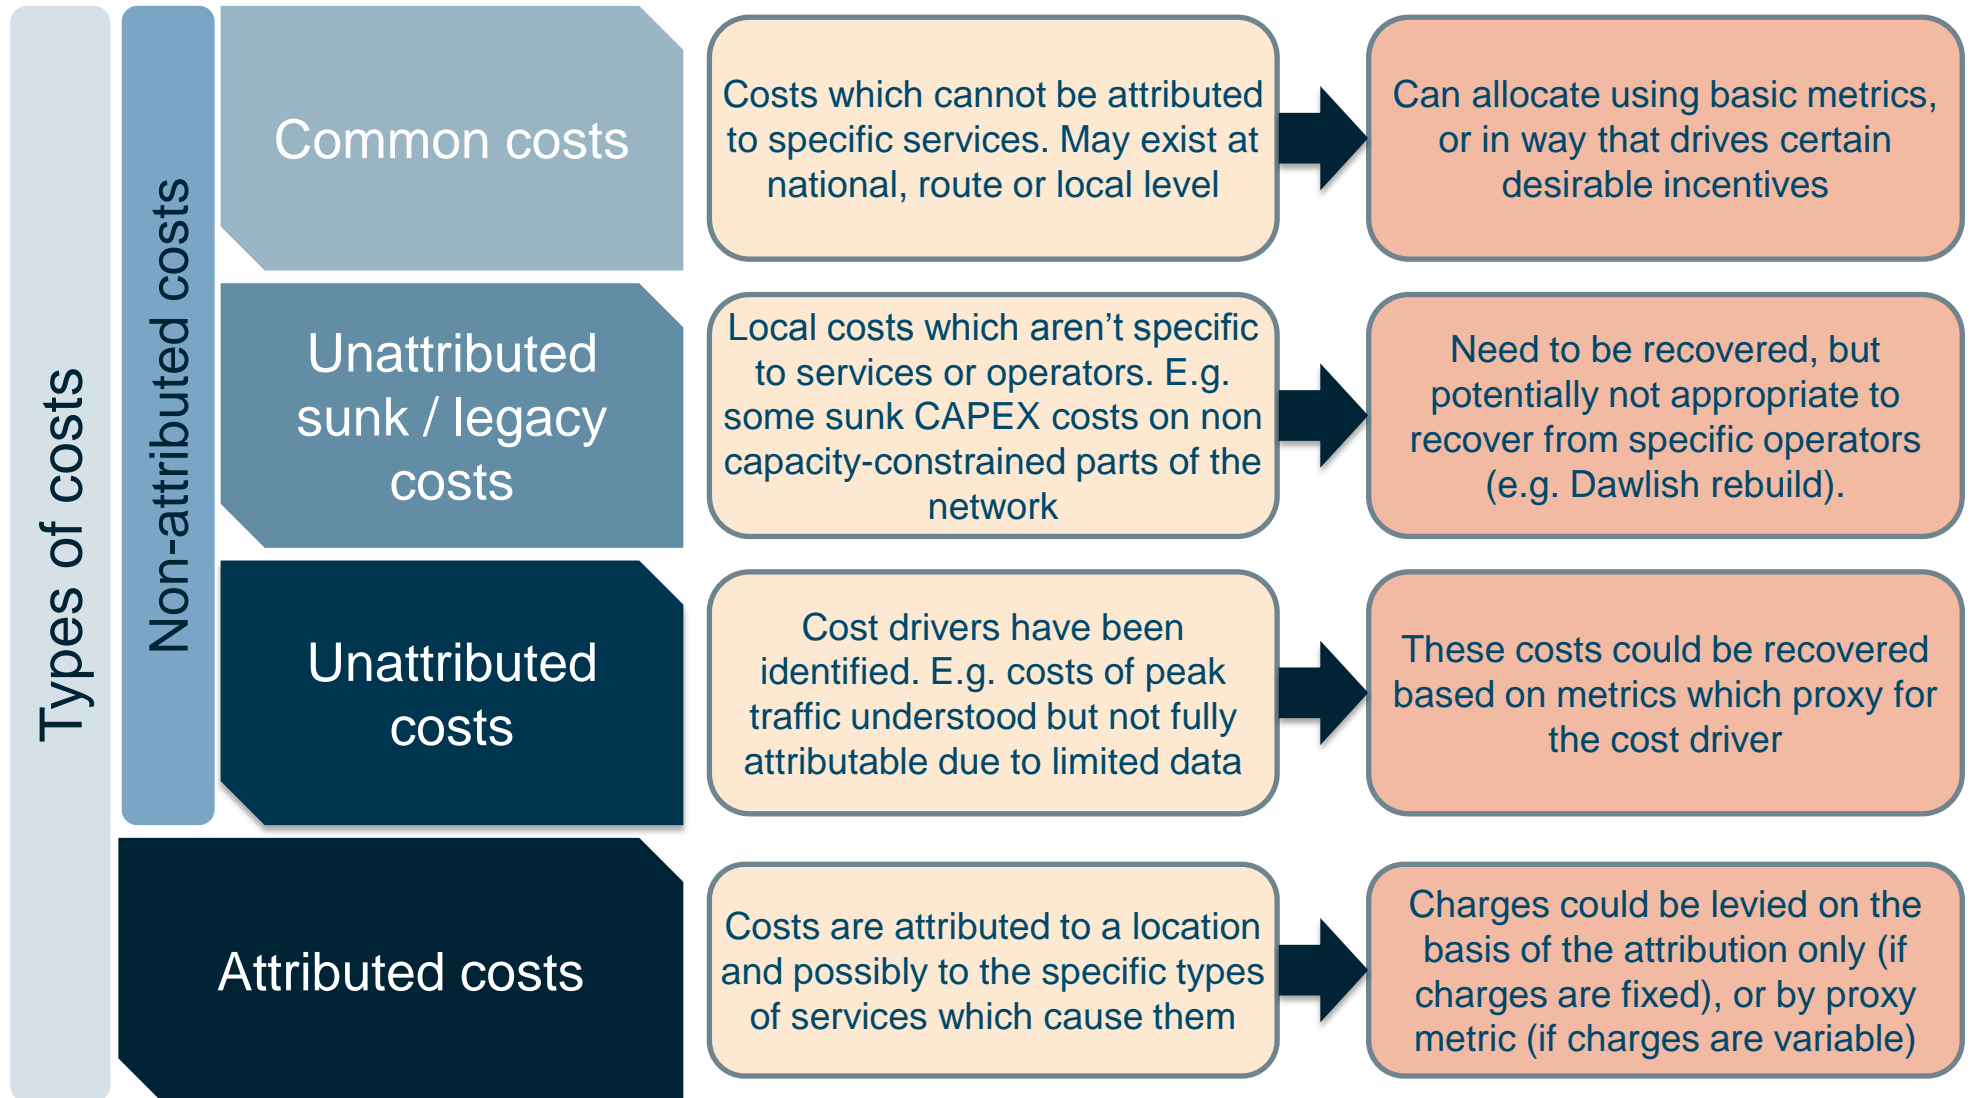 Types of costs
Non-attributed costs
Common costs
Costs which cannot be attributed
to specific services. May exist at
national, route or local level
Can allocate using basic metrics,
or in way that drives certain
desirable incentives
Unattributed
sunk / legacy
costs
Local costs which aren’t specific
to services or operators. E.g.
some sunk CAPEX costs on non
capacity-constrained parts of the
network
Need to be recovered, but
potentially not appropriate to
recover from specific operators
(e.g. Dawlish rebuild).
Unattributed
costs
Cost drivers have been
identified. E.g. costs of peak
traffic understood but not fully
attributable due to limited data
These costs could be recovered
based on metrics which proxy for
the cost driver
Attributed costs
Costs are attributed to a location
and possibly to the specific types
of services which cause them
Charges could be levied on the
basis of the attribution only (if
charges are fixed), or by proxy
metric (if charges are variable)